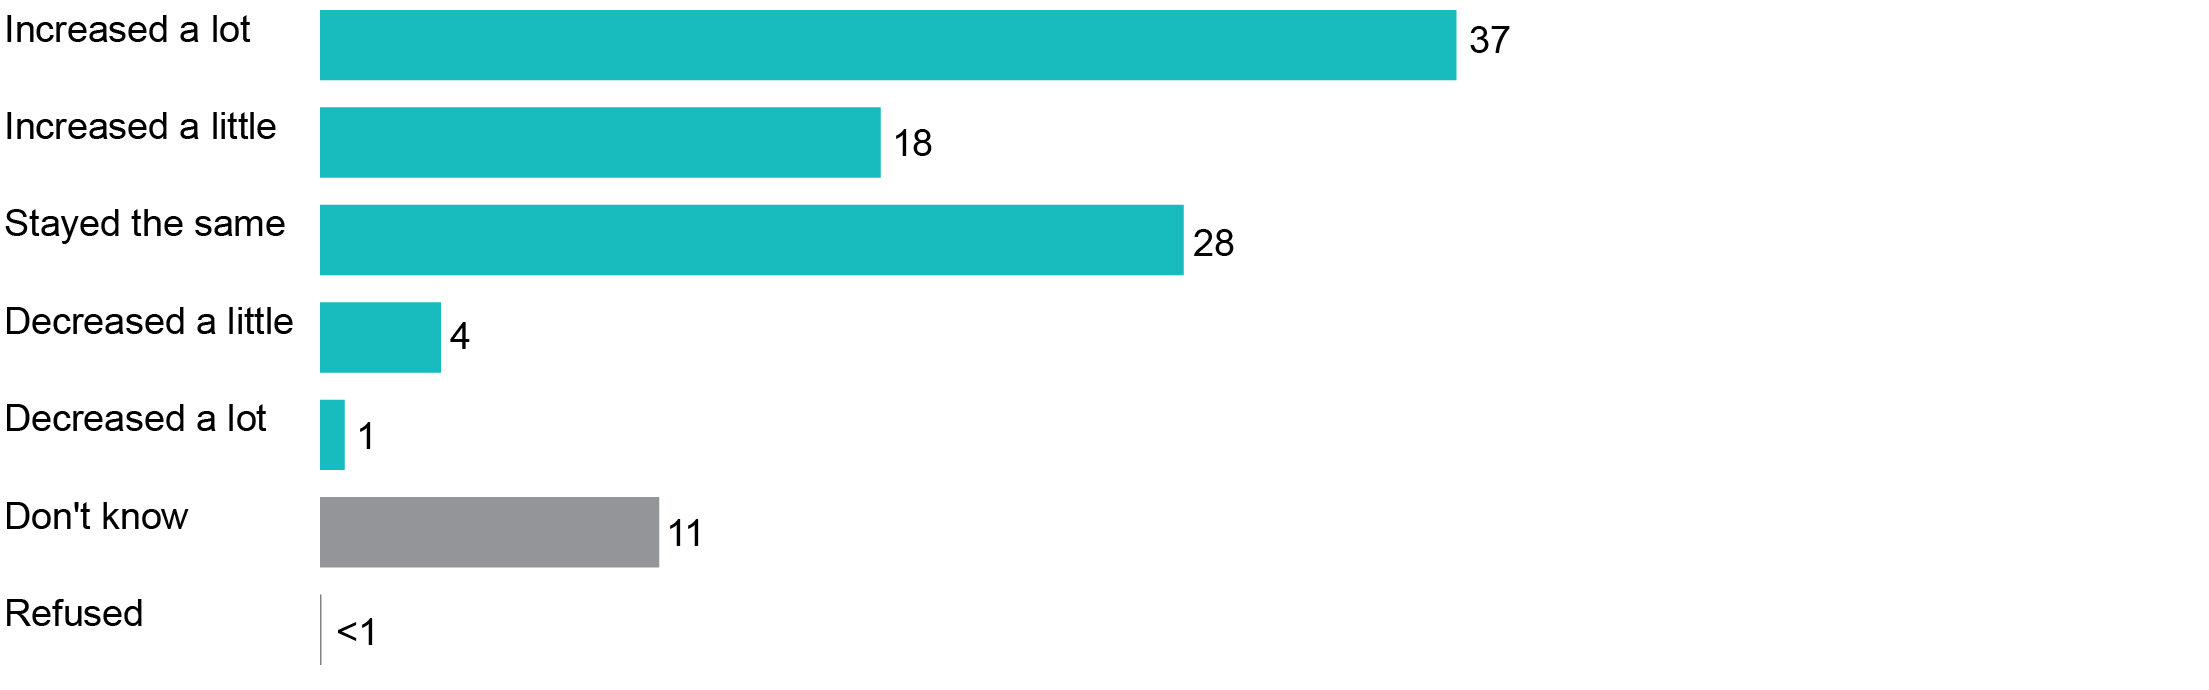 Increased a lot 37
Increased a little 18
Stayed the same 28
Decreased a little 4
Decreased a lot 1
Don't know 11
Refused <1